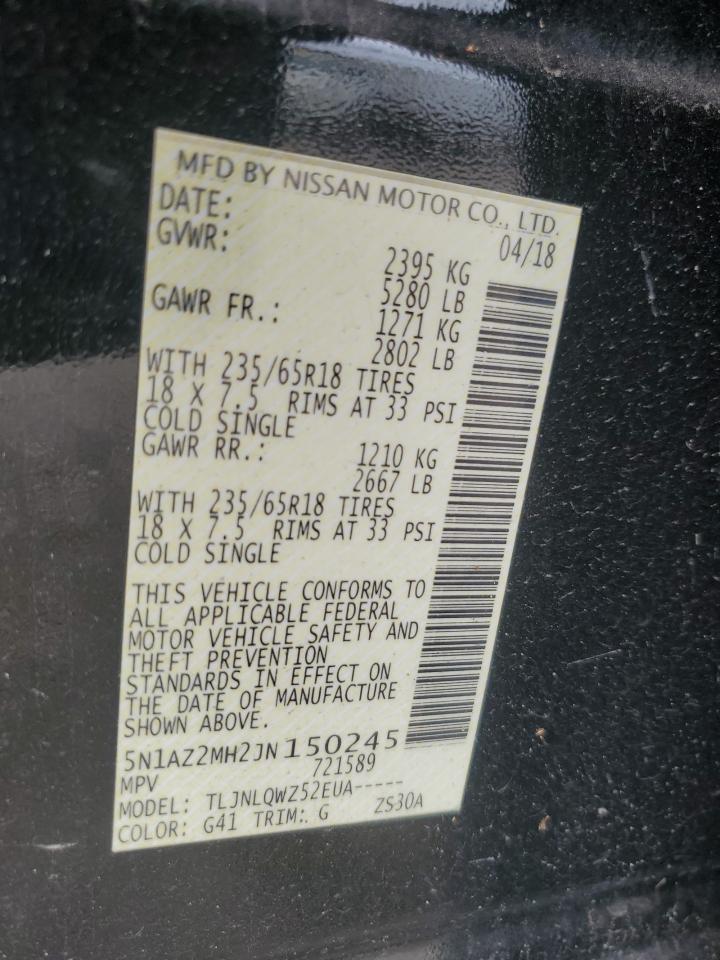 MFD BY NISSAN MOTOR CO., LTD.
DATE: 04/18
GVWR: 2395 KG
5280 LB
GAWR FR.: 1271 KG
2802 LB
WITH 235/65R18 TIRES
18 X 7.5 RIMS AT 33 PSI
COLD SINGLE
GAWR RR.: 1210 KG
2667 LB
WITH 235/65R18 TIRES
18 X 7.5 RIMS AT 33 PSI
COLD SINGLE
THIS VEHICLE CONFORMS TO
ALL APPLICABLE FEDERAL
MOTOR VEHICLE SAFETY AND
THEFT PREVENTION
STANDARDS IN EFFECT ON
THE DATE OF MANUFACTURE
SHOWN ABOVE.
5N1AZ2MH2JN150245
MPV 721589
MODEL: TLJNLQWZ52EUA-----
COLOR: G41 TRIM: G ZS30A